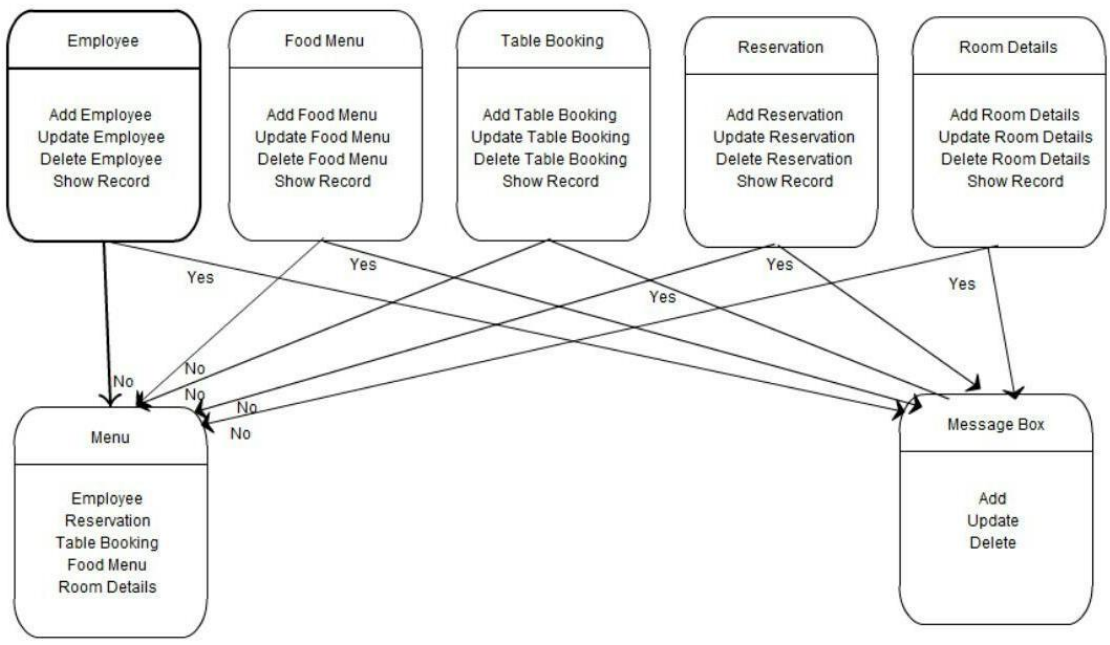 Employee
Add Employee
Update Employee
Delete Employee
Show Record
Food Menu
Add Food Menu
Update Food Menu
Delete Food Menu
Show Record
Table Booking
Add Table Booking
Update Table Booking
Delete Table Booking
Show Record
Reservation
Add Reservation
Update Reservation
Delete Reservation
Show Record
Room Details
Add Room Details
Update Room Details
Delete Room Details
Show Record
Yes
Yes
Yes
Yes
Yes
No
No
No
No
No
Menu
Employee
Reservation
Table Booking
Food Menu
Room Details
Message Box
Add
Update
Delete